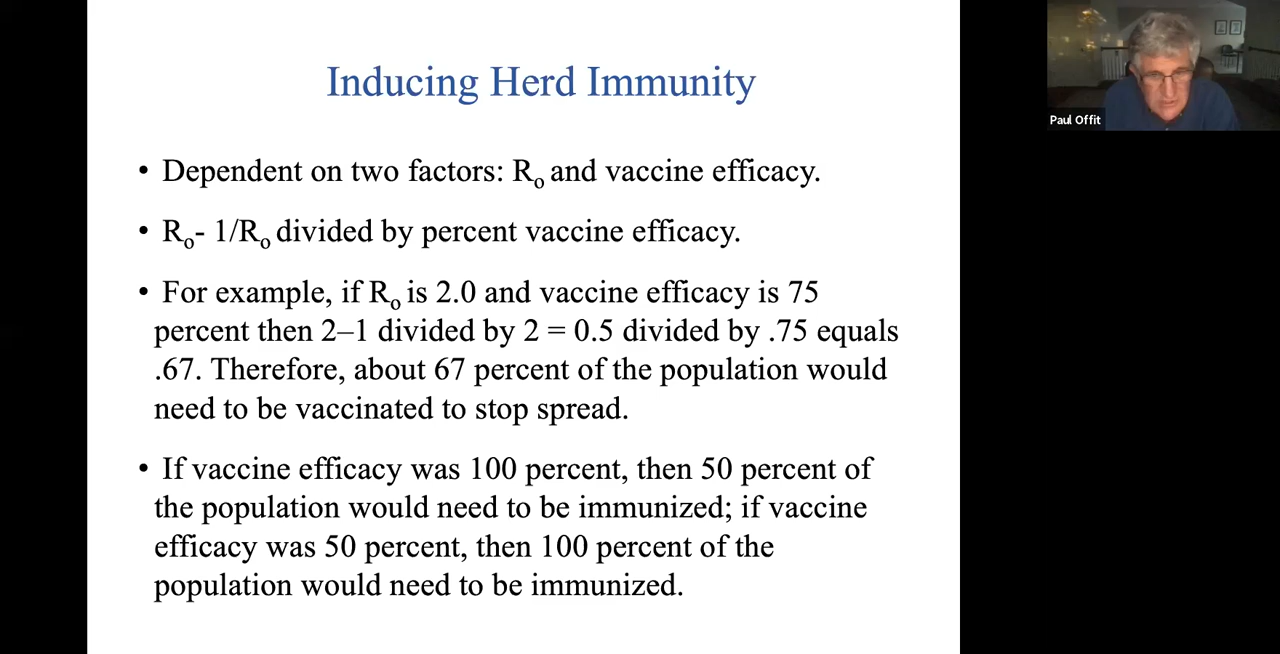 Inducing Herd Immunity
• Dependent on two factors: Ro and vaccine efficacy.
• Ro- 1/Ro divided by percent vaccine efficacy.
• For example, if Ro is 2.0 and vaccine efficacy is 75
percent then 2–1 divided by 2 = 0.5 divided by .75 equals
.67. Therefore, about 67 percent of the population would
need to be vaccinated to stop spread.
• If vaccine efficacy was 100 percent, then 50 percent of
the population would need to be immunized; if vaccine
efficacy was 50 percent, then 100 percent of the
population would need to be immunized.
Paul Offit